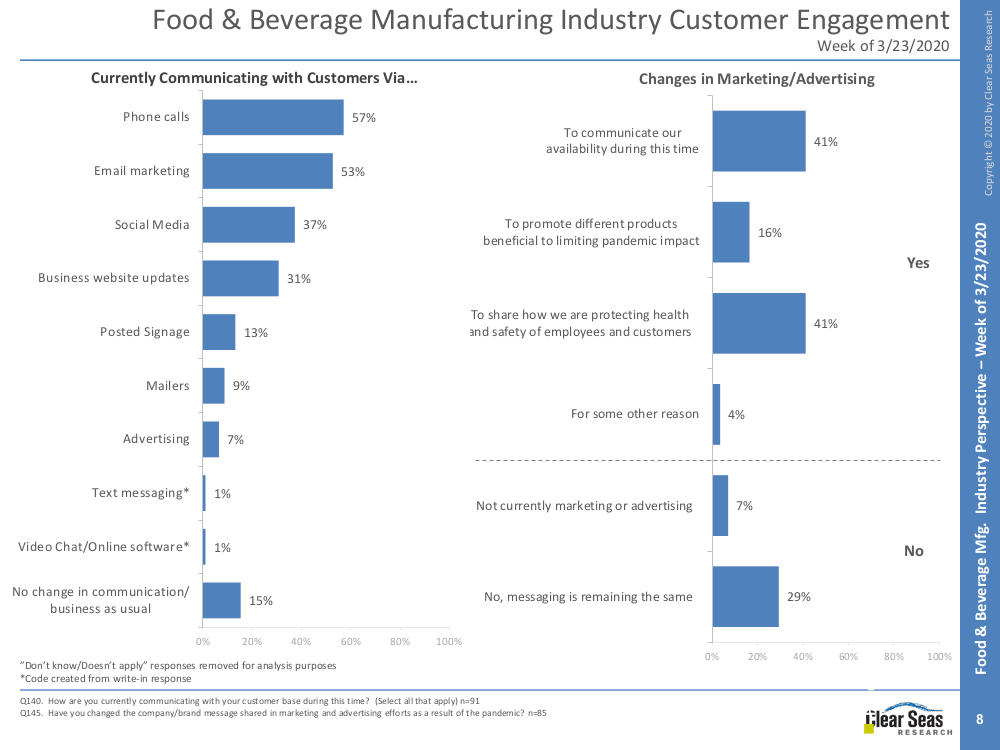 Food & Beverage Manufacturing Industry Customer Engagement
Week of 3/23/2020
Currently Communicating with Customers Via…
Phone calls
57%
Email marketing
53%
Social Media
37%
Business website updates
31%
Posted Signage
13%
Mailers
9%
Advertising
7%
Text messaging*
1%
Video Chat/Online software*
1%
No change in communication/
business as usual
15%
0% 20% 40% 60% 80% 100%
Changes in Marketing/Advertising
To communicate our
availability during this time
41%
To promote different products
beneficial to limiting pandemic impact
16%
Yes
To share how we are protecting health
and safety of employees and customers
41%
For some other reason
4%
Not currently marketing or advertising
7%
No
No, messaging is remaining the same
29%
0% 20% 40% 60% 80% 100%
"Don't know/Doesn't apply" responses removed for analysis purposes
*Code created from write-in response
Q140. How are you currently communicating with your customer base during this time? (Select all that apply) n=91
Q145. Have you changed the company/brand message shared in marketing and advertising efforts as a result of the pandemic? n=85
Clear Seas
RESEARCH
Copyright © 2020 by Clear Seas Research
Food & Beverage Mfg. Industry Perspective – Week of 3/23/2020
8